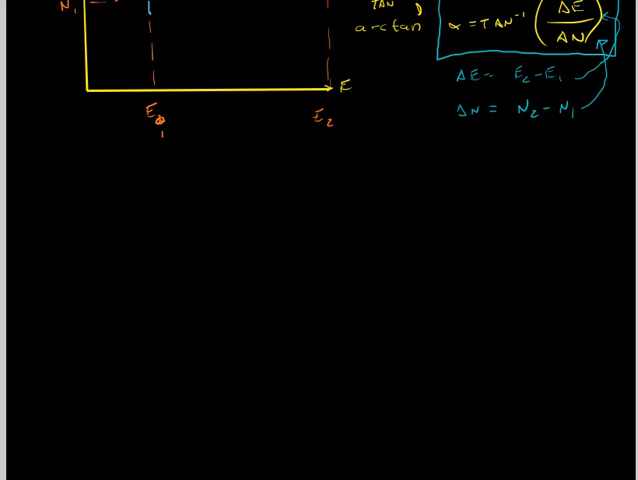 N₁
TAN
arctan
α = TAN⁻¹ (ΔE / ΔN)
ΔE = E₂ - E₁
ΔN = N₂ - N₁
E
E₁
E₂